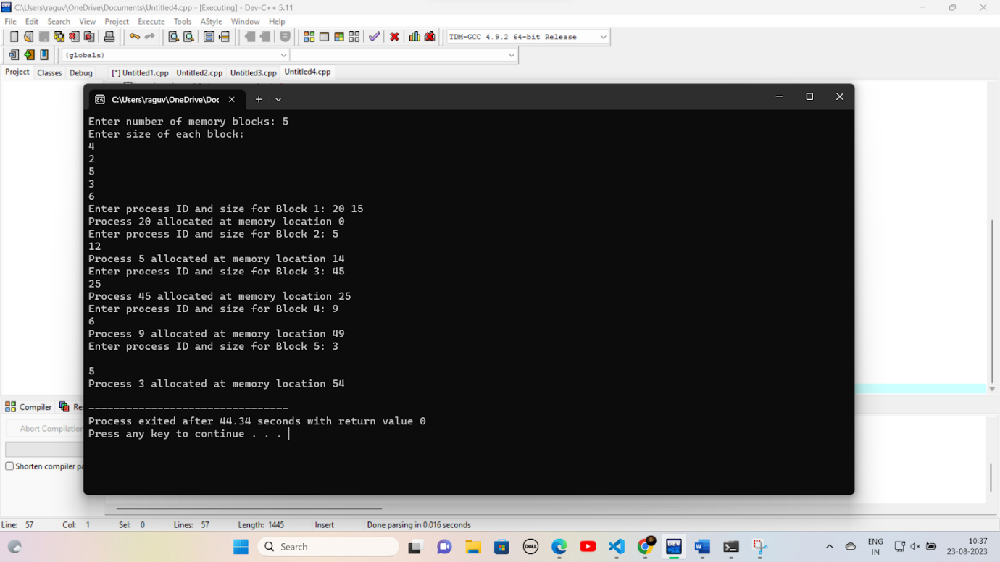 C:\Users\raguv\OneDrive\Documents\Untitled4.cpp - [Executing] - Dev-C++ 5.11
File Edit Search View Project Execute Tools AStyle Window Help
TDM-GCC 4.9.2 64-bit Release
(globals)
Project Classes Debug [*] Untitled1.cpp Untitled2.cpp Untitled3.cpp Untitled4.cpp
C:\Users\raguv\OneDrive\Doc
Enter number of memory blocks: 5
Enter size of each block:
4
2
5
3
6
Enter process ID and size for Block 1: 20 15
Process 20 allocated at memory location 0
Enter process ID and size for Block 2: 5
12
Process 5 allocated at memory location 14
Enter process ID and size for Block 3: 45
25
Process 45 allocated at memory location 25
Enter process ID and size for Block 4: 9
6
Process 9 allocated at memory location 49
Enter process ID and size for Block 5: 3
5
Process 3 allocated at memory location 54
--------------------------------
Process exited after 44.34 seconds with return value 0
Press any key to continue . . .
Compiler Res
Abort Compilation
Shorten compiler pa
Line: 57 Col: 1 Sel: 0 Lines: 57 Length: 1445 Insert Done parsing in 0.016 seconds
Search
DELL
DEV
ENG
IN
10:37
23-08-2023